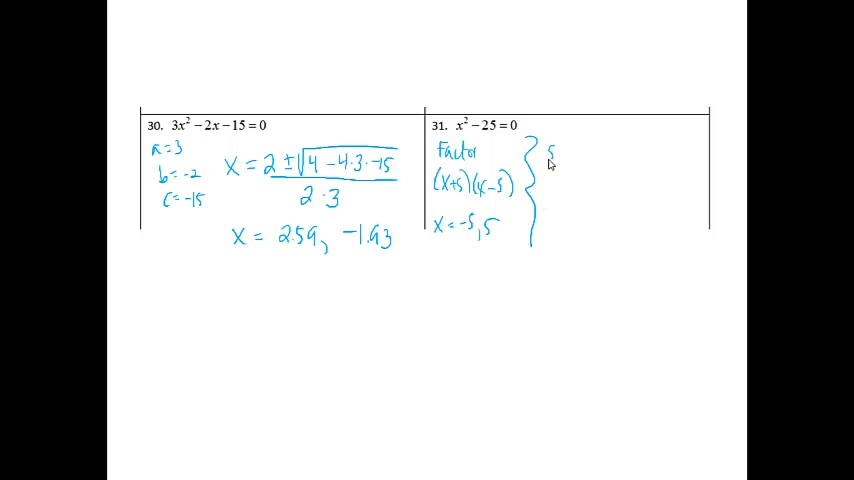 30. 3x² − 2x − 15 = 0
a = 3
b = -2
c = -15
x = 2 ± √4 − 4·3·-15
2·3
x = 2.59, -1.93
31. x² − 25 = 0
Factor
(x+5)(x-5)
x = -5, 5